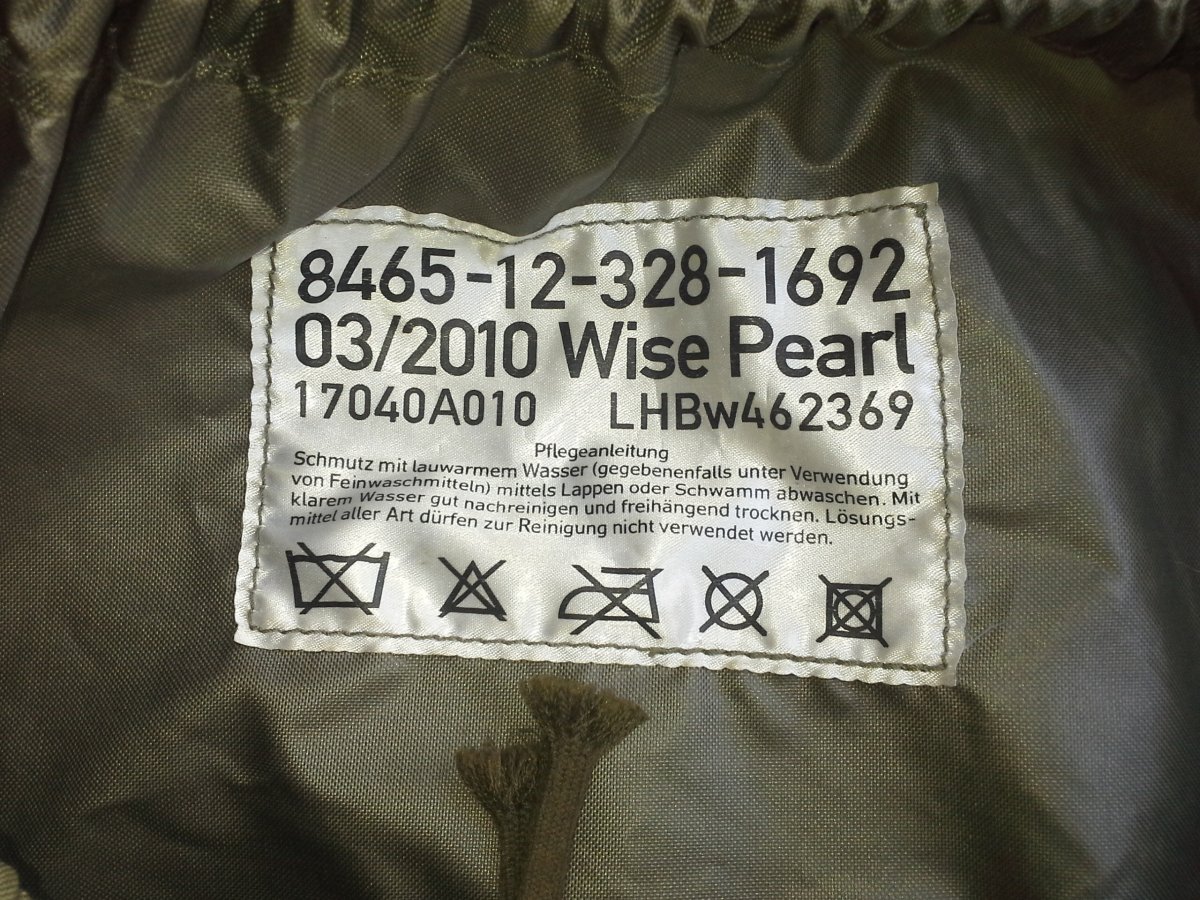 8465-12-328-1692
03/2010 Wise Pearl
17040A010 LHBw462369
Pflegeanleitung
Schmutz mit lauwarmem Wasser (gegebenenfalls unter Verwendung
von Feinwaschmitteln) mittels Lappen oder Schwamm abwaschen. Mit
klarem Wasser gut nachreinigen und freihängend trocknen. Lösungs-
mittel aller Art dürfen zur Reinigung nicht verwendet werden.